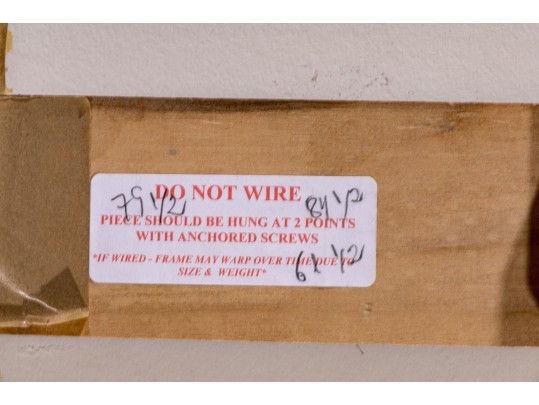 DO NOT WIRE
79 1/2
84 1/2
PIECE SHOULD BE HUNG AT 2 POINTS
WITH ANCHORED SCREWS
*IF WIRED - FRAME MAY WARP OVER TIME DUE TO
SIZE & WEIGHT*
1/2